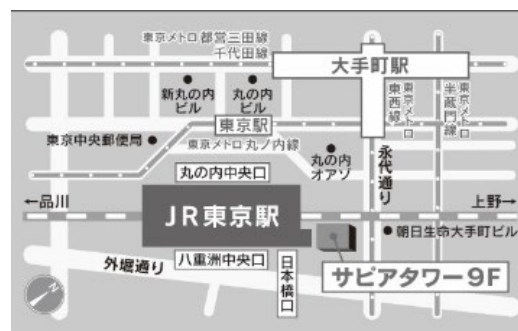 東京メトロ都営三田線
千代田線
大手町駅
新丸の内
ビル
丸の内
ビル
東京メトロ
東西線
東京メトロ
半蔵門線
東京駅
東京中央郵便局
東京メトロ丸ノ内線
丸の内
オアゾ
永代通り
丸の内中央口
←品川
上野→
JR東京駅
朝日生命大手町ビル
外堀通り
八重洲中央口
日本橋口
サピアタワー9F